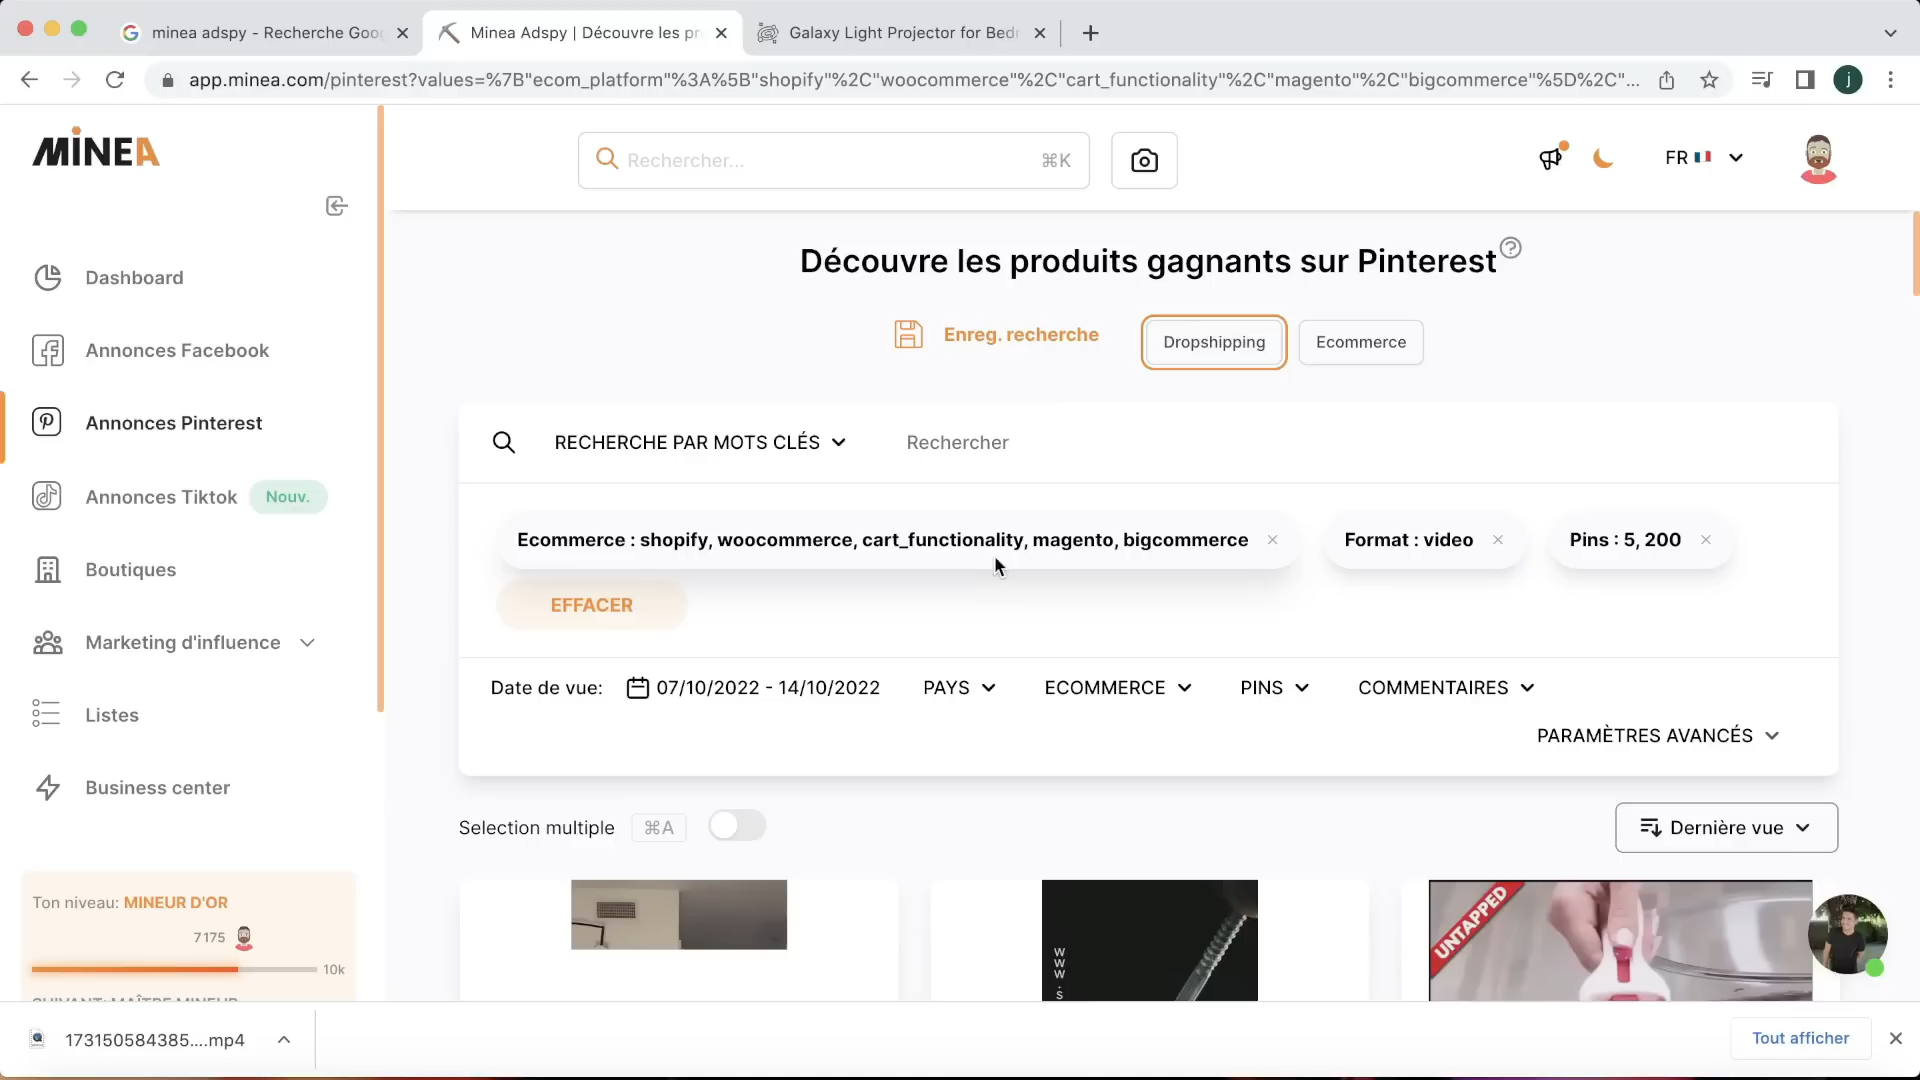 minea adspy - Recherche Goo
Minea Adspy | Découvre les pr
Galaxy Light Projector for Bedr
app.minea.com/pinterest?values=%7B"ecom_platform"%3A%5B"shopify"%2C"woocommerce"%2C"cart_functionality"%2C"magento"%2C"bigcommerce"%5D%2C"...
j
MINEA
Rechercher...
⌘K
FR
Dashboard
Annonces Facebook
Annonces Pinterest
Annonces Tiktok
Nouv.
Boutiques
Marketing d'influence
Listes
Business center
Ton niveau: MINEUR D'OR
7175
10k
SUIVANT: MAÎTRE MINEUR
Découvre les produits gagnants sur Pinterest
Enreg. recherche
Dropshipping
Ecommerce
RECHERCHE PAR MOTS CLÉS
Rechercher
Ecommerce : shopify, woocommerce, cart_functionality, magento, bigcommerce
Format : video
Pins : 5, 200
EFFACER
Date de vue:
07/10/2022 - 14/10/2022
PAYS
ECOMMERCE
PINS
COMMENTAIRES
PARAMÈTRES AVANCÉS
Selection multiple
⌘A
Dernière vue
W
W
W
.
S
UNTAPPED
173150584385....mp4
Tout afficher